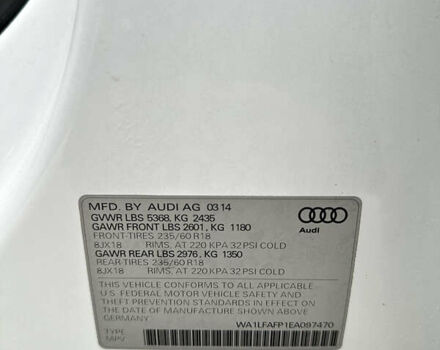 MFD. BY AUDI AG 0314
GVWR LBS 5368, KG 2435
GAWR FRONT LBS 2601, KG 1180
FRONT-TIRES 235/60 R18
8JX18 RIMS, AT 220 KPA 32 PSI COLD
GAWR REAR LBS 2976, KG 1350
REAR-TIRES 235/60 R18
8JX18 RIMS, AT 220 KPA 32 PSI COLD
Audi
THIS VEHICLE CONFORMS TO ALL APPLICABLE
U.S. FEDERAL MOTOR VEHICLE SAFETY AND
THEFT PREVENTION STANDARDS IN EFFECT ON
THE DATE OF MANUFACTURE SHOWN ABOVE.
MADE IN GERMANY
WA1LFAFP1EA097470
TYPE:
MPV